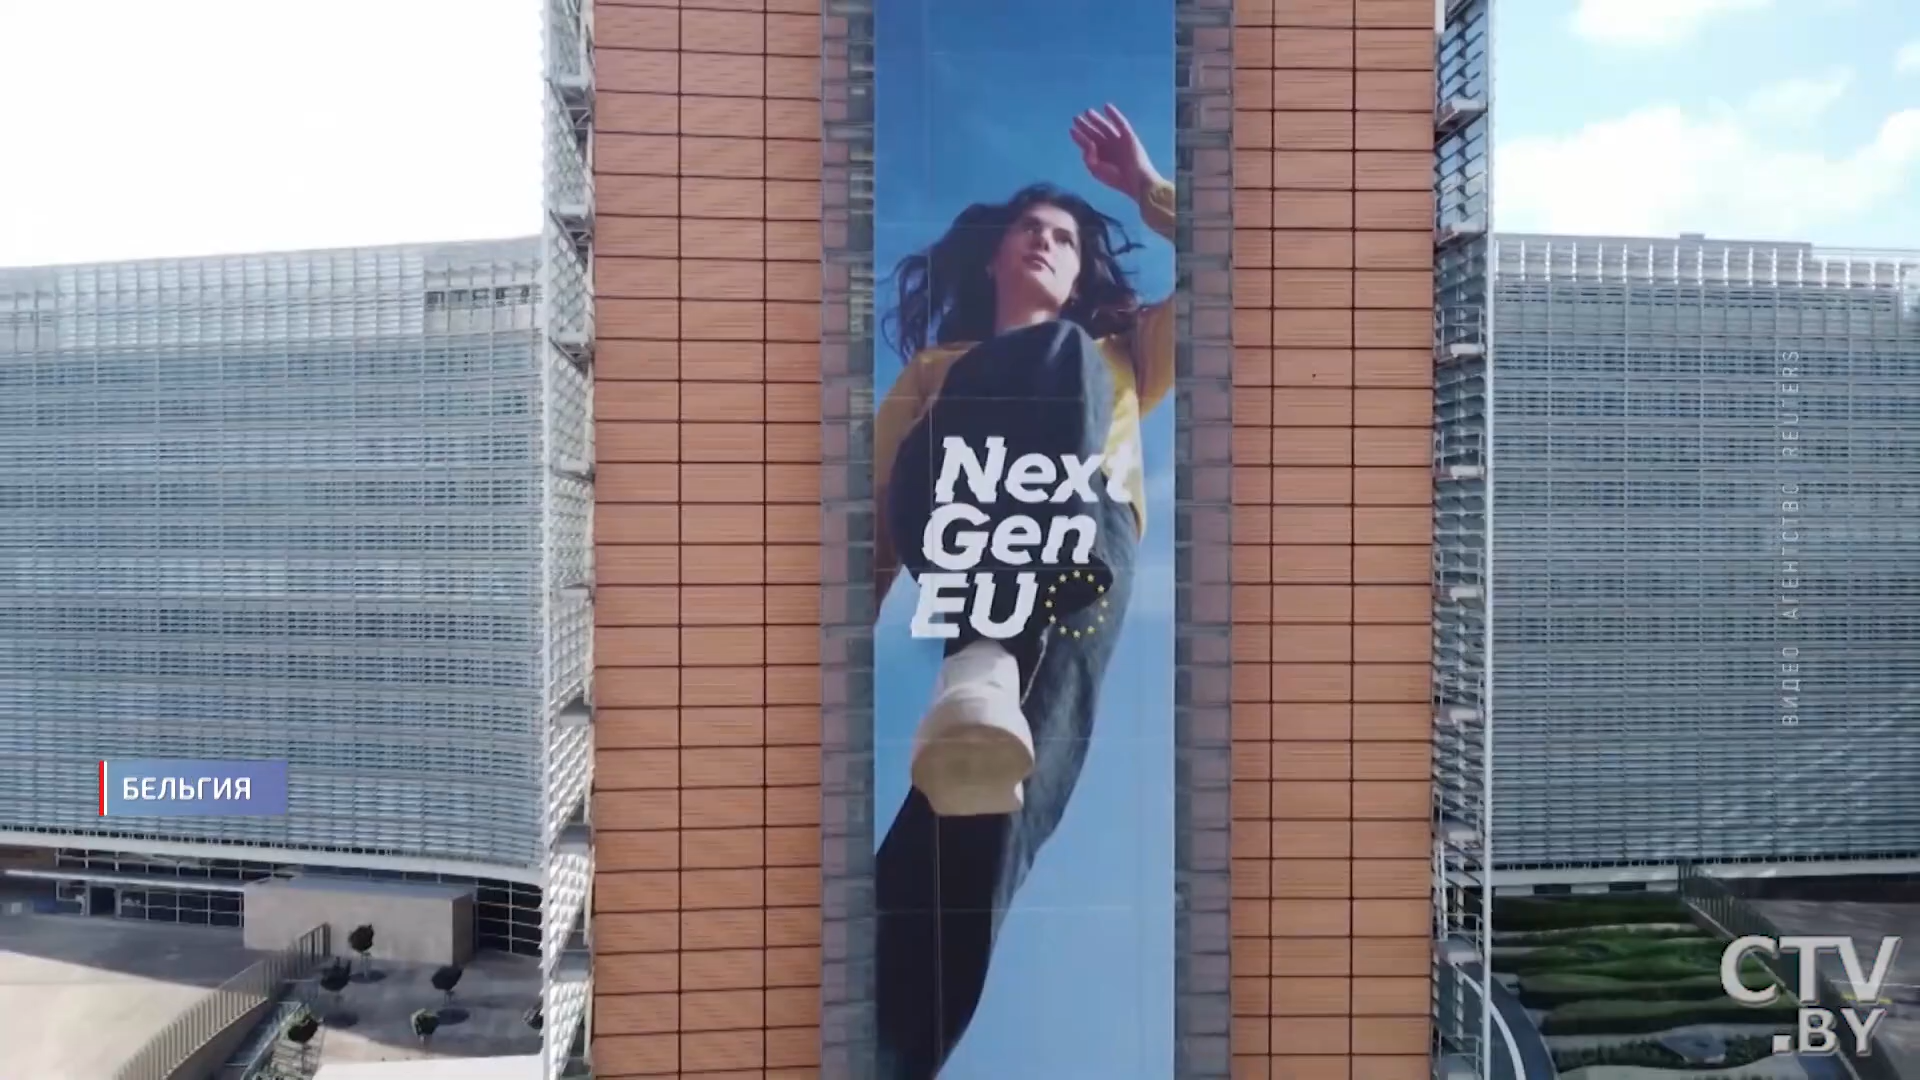 Next
Gen
EU
БЕЛЬГИЯ
ВИДЕО АГЕНТСТВО REUTERS
CTV
.BY